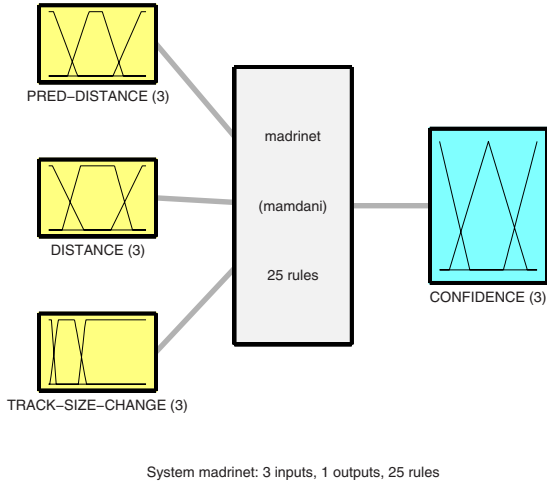 PRED−DISTANCE (3)
madrinet
(mamdani)
DISTANCE (3)
25 rules
CONFIDENCE (3)
TRACK−SIZE−CHANGE (3)
System madrinet: 3 inputs, 1 outputs, 25 rules